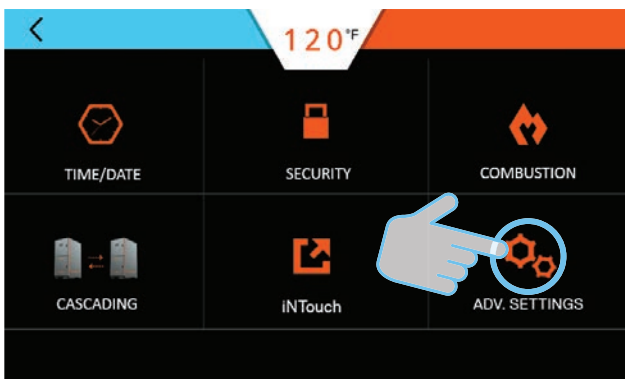 120°F
TIME/DATE
SECURITY
COMBUSTION
CASCADING
iNTouch
ADV. SETTINGS